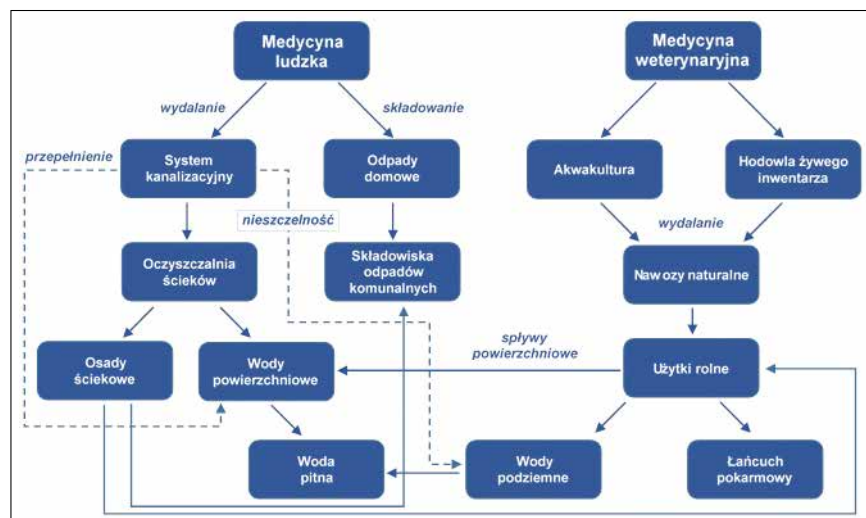 Medycyna
ludzka
Medycyna
weterynaryjna
wydalanie
składowanie
przepełnienie
System
kanalizacyjny
Odpady
domowe
Akwakultura
Hodowla żywego
inwentarza
nieszczelność
wydalanie
Oczyszczalnia
ścieków
Składowiska
odpadów
komunalnych
Nawozy naturalne
spływy
powierzchniowe
Osady
ściekowe
Wody
powierzchniowe
Użytki rolne
Woda
pitna
Wody
podziemne
Łańcuch
pokarmowy